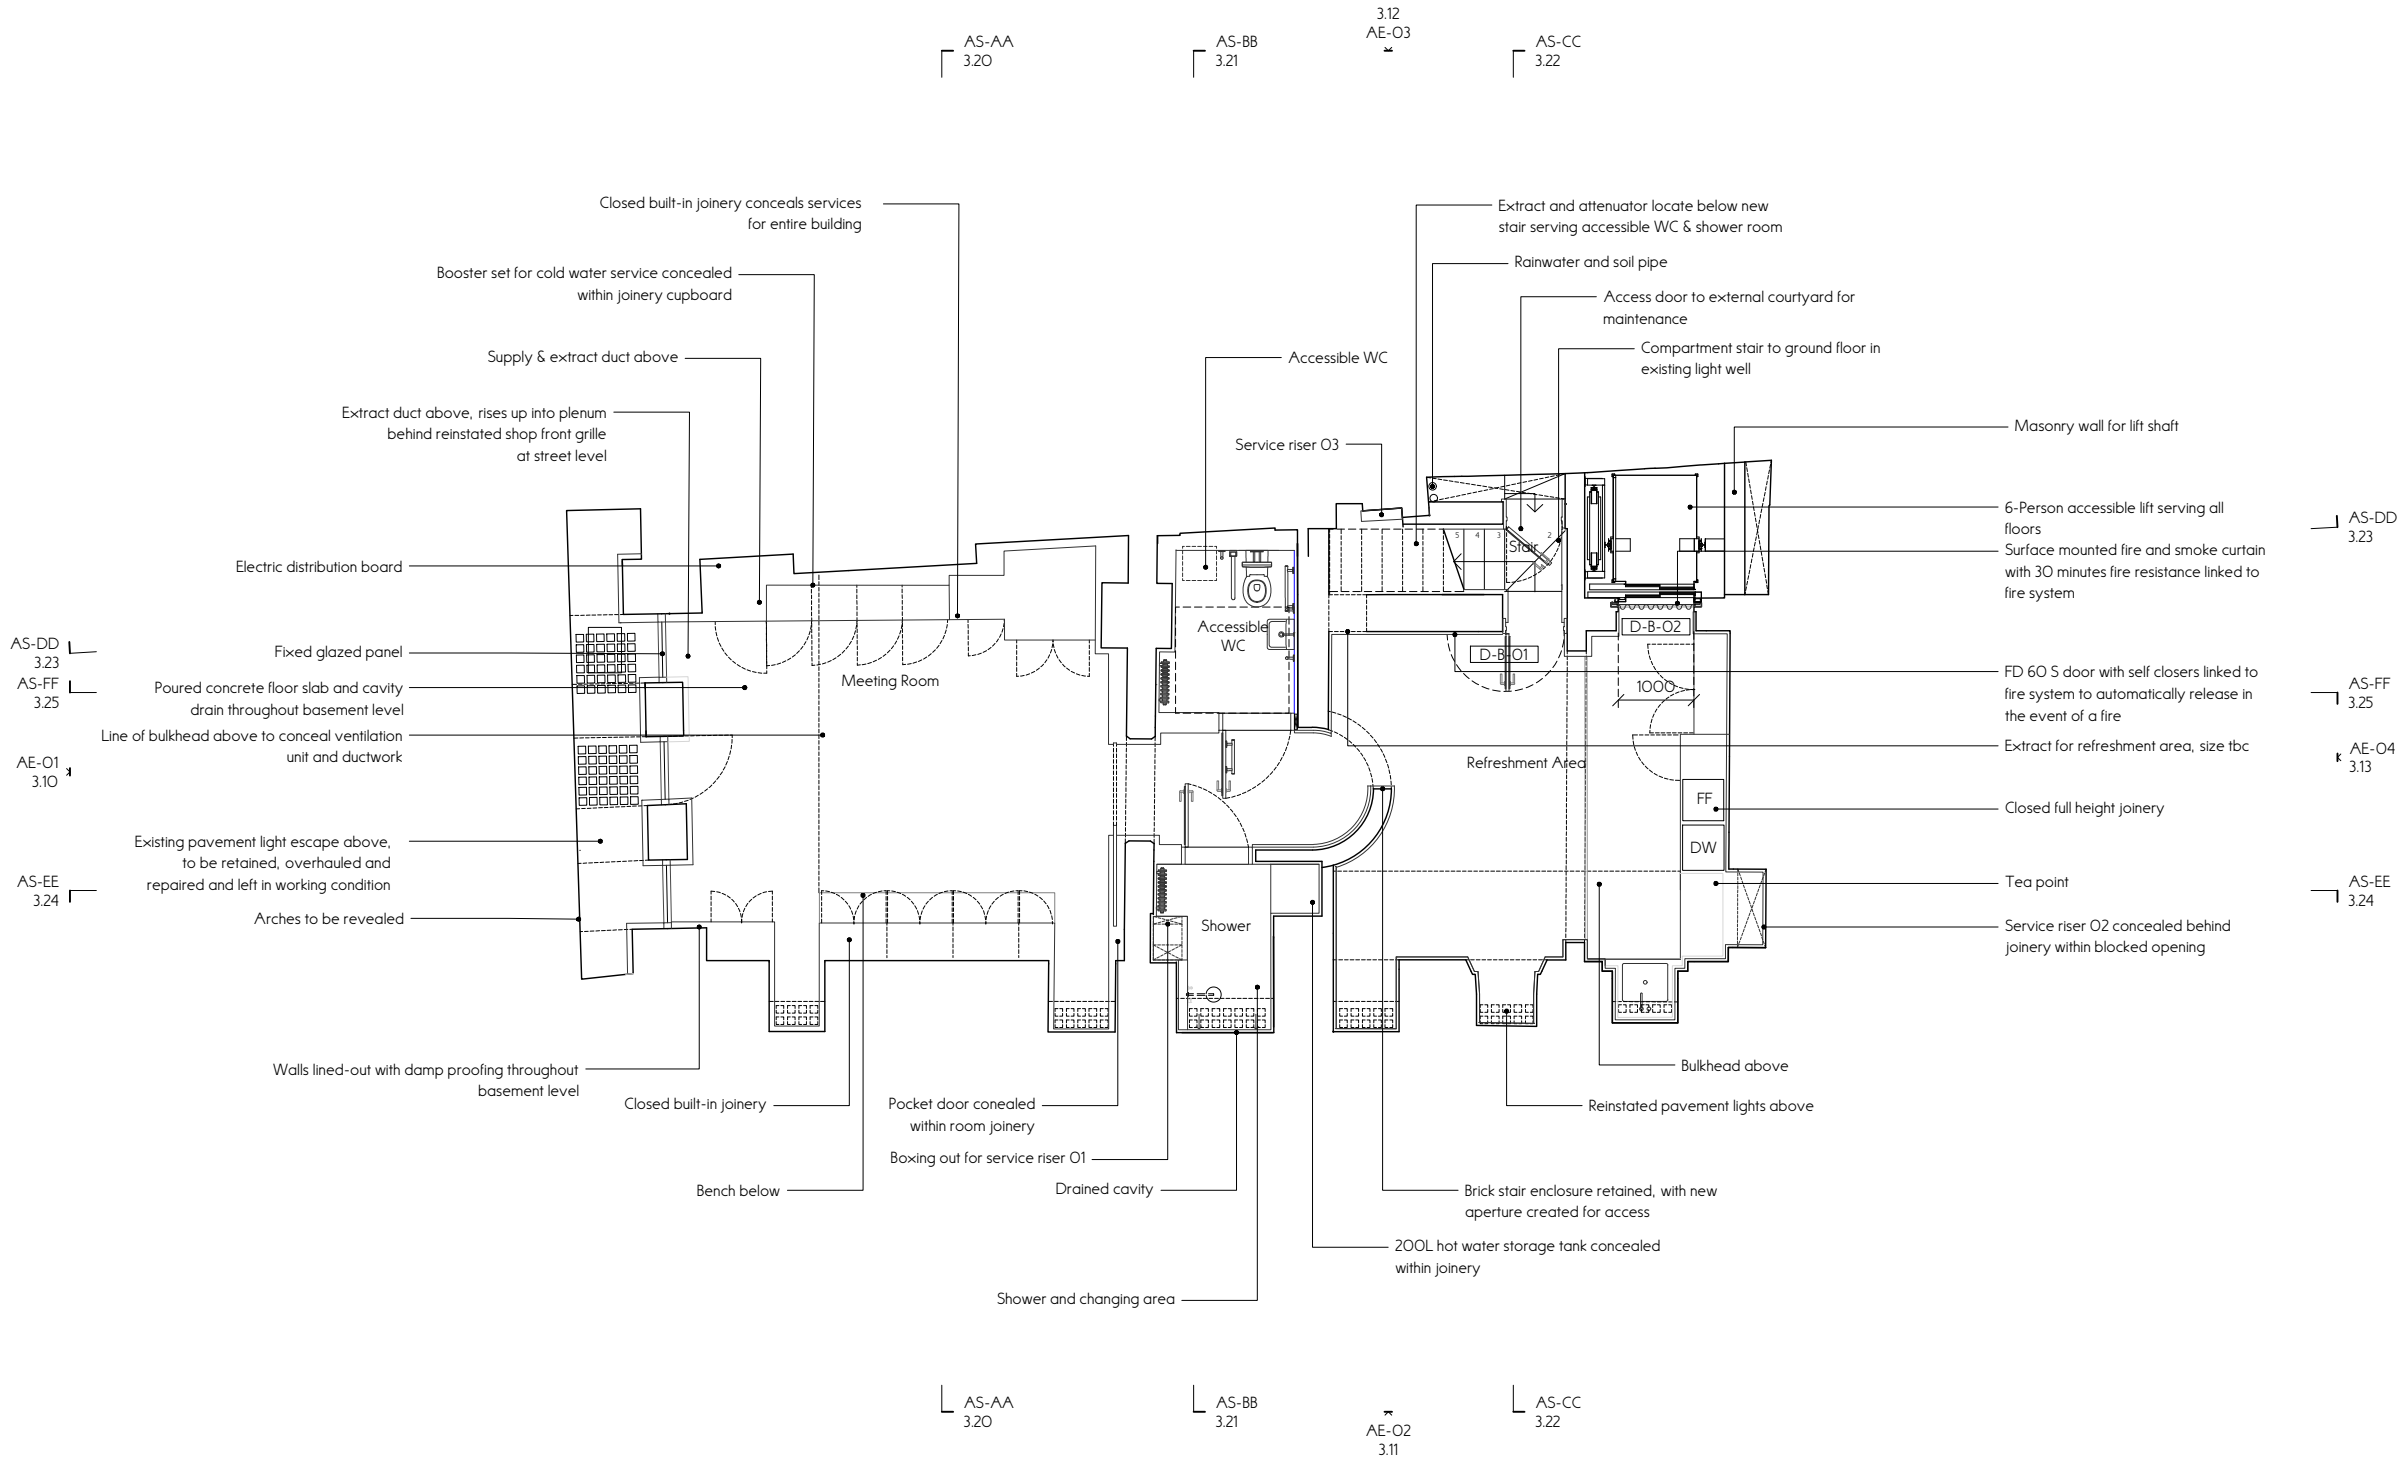 3.12
AE-03
AS-AA
3.20
AS-BB
3.21
AS-CC
3.22
Closed built-in joinery conceals services
for entire building
Booster set for cold water service concealed
within joinery cupboard
Supply & extract duct above
Extract duct above, rises up into plenum
behind reinstated shop front grille
at street level
Electric distribution board
AS-DD
3.23
Fixed glazed panel
AS-FF
3.25
Poured concrete floor slab and cavity
drain throughout basement level
Line of bulkhead above to conceal ventilation
unit and ductwork
AE-01
3.10
Existing pavement light escape above,
to be retained, overhauled and
repaired and left in working condition
AS-EE
3.24
Arches to be revealed
Walls lined-out with damp proofing throughout
basement level
Closed built-in joinery
Bench below
Pocket door conealed
within room joinery
Boxing out for service riser 01
Drained cavity
Shower and changing area
Meeting Room
Accessible
WC
Shower
Stair
5
4
3
2
D-B-01
D-B-02
1000
Refreshment Area
FF
DW
Extract and attenuator locate below new
stair serving accessible WC & shower room
Rainwater and soil pipe
Access door to external courtyard for
maintenance
Compartment stair to ground floor in
existing light well
Accessible WC
Service riser 03
Masonry wall for lift shaft
6-Person accessible lift serving all
floors
Surface mounted fire and smoke curtain
with 30 minutes fire resistance linked to
fire system
AS-DD
3.23
FD 60 S door with self closers linked to
fire system to automatically release in
the event of a fire
AS-FF
3.25
Extract for refreshment area, size tbc
AE-04
3.13
Closed full height joinery
Tea point
AS-EE
3.24
Service riser 02 concealed behind
joinery within blocked opening
Bulkhead above
Reinstated pavement lights above
Brick stair enclosure retained, with new
aperture created for access
200L hot water storage tank concealed
within joinery
AS-AA
3.20
AS-BB
3.21
AE-02
3.11
AS-CC
3.22